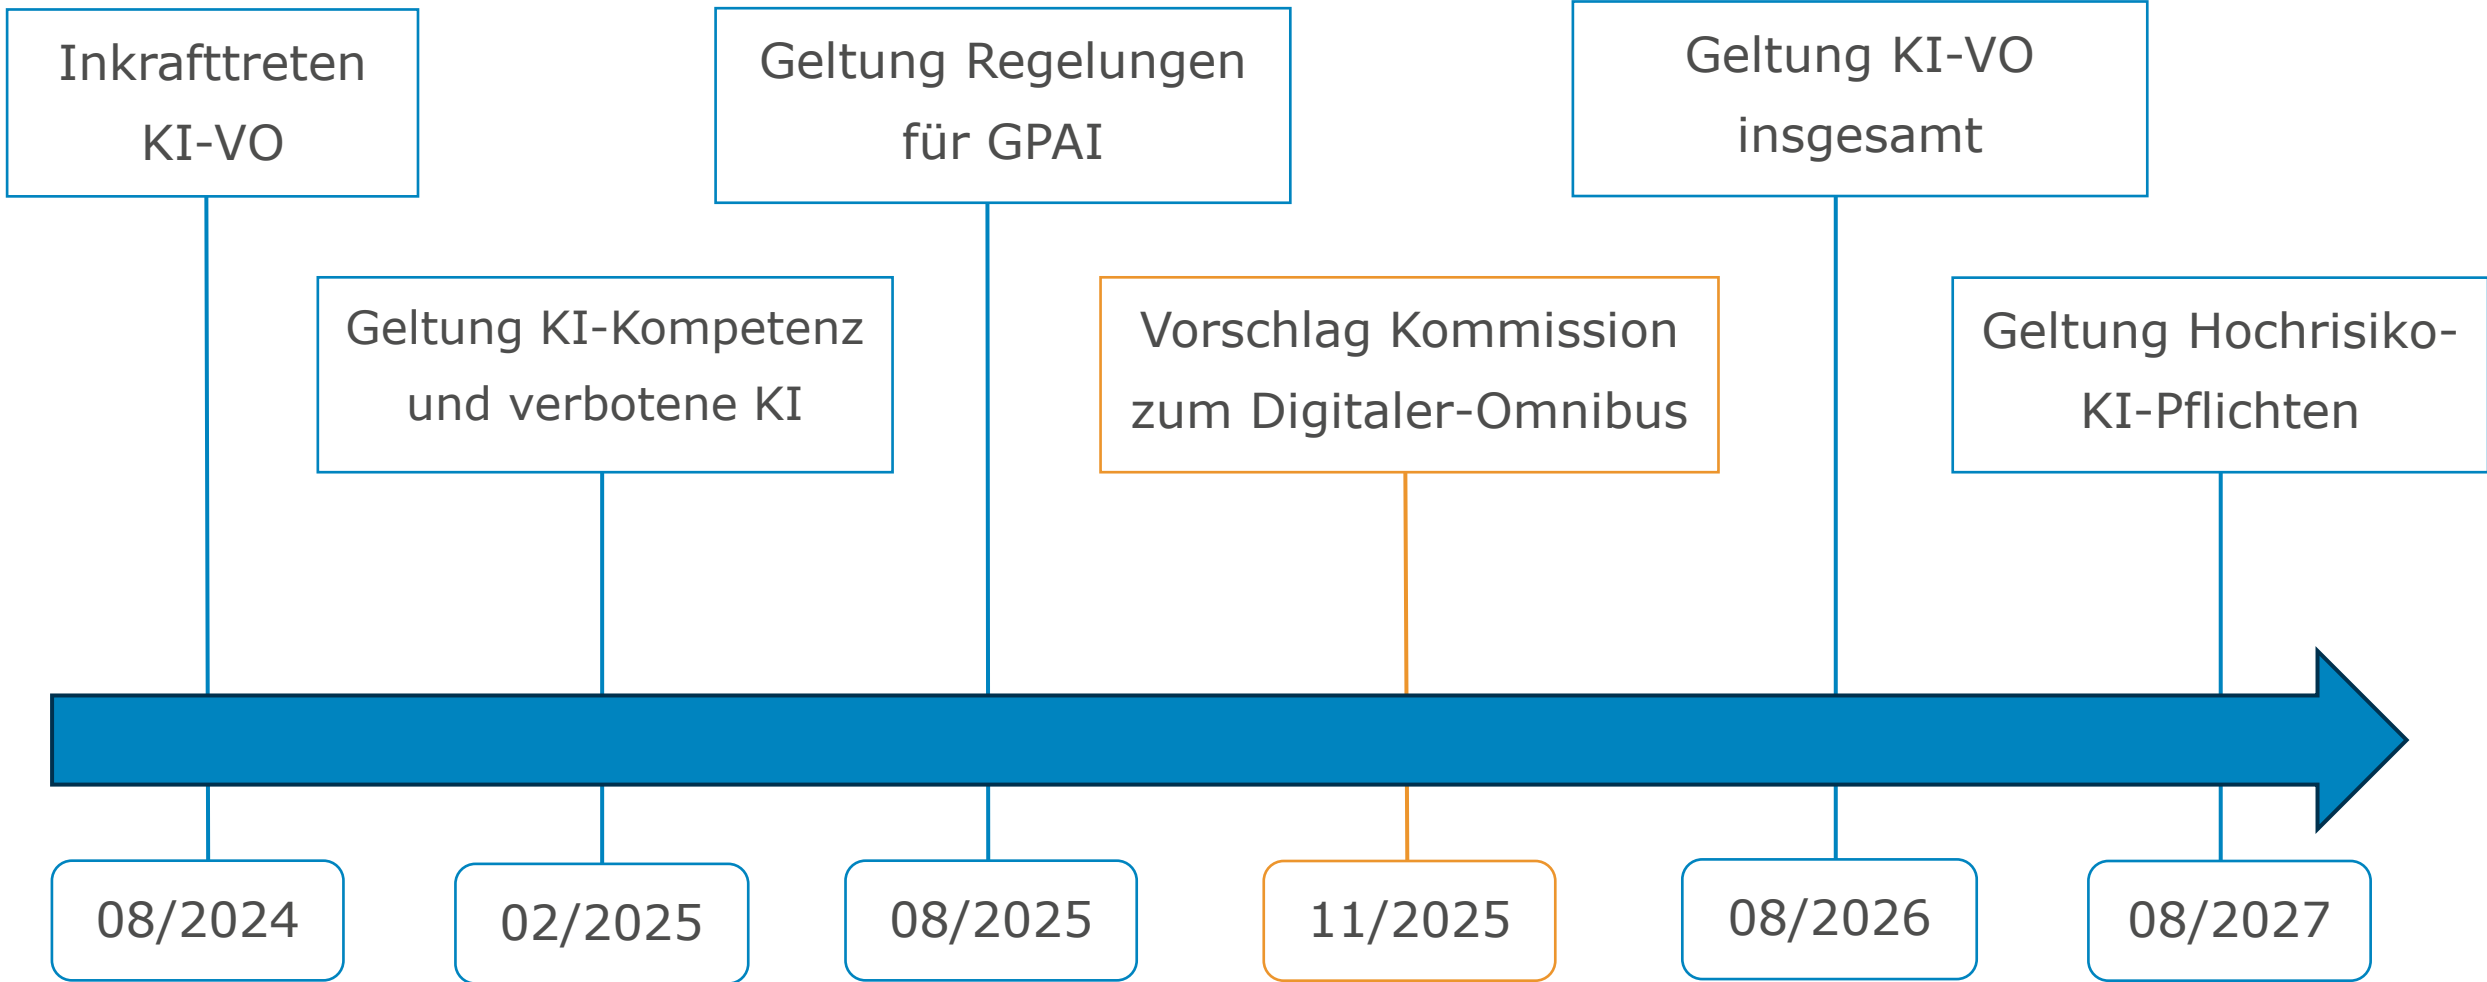 Inkrafttreten
KI-VO
Geltung Regelungen
für GPAI
Geltung KI-VO
insgesamt
Geltung KI-Kompetenz
und verbotene KI
Vorschlag Kommission
zum Digitaler-Omnibus
Geltung Hochrisiko-
KI-Pflichten
08/2024
02/2025
08/2025
11/2025
08/2026
08/2027